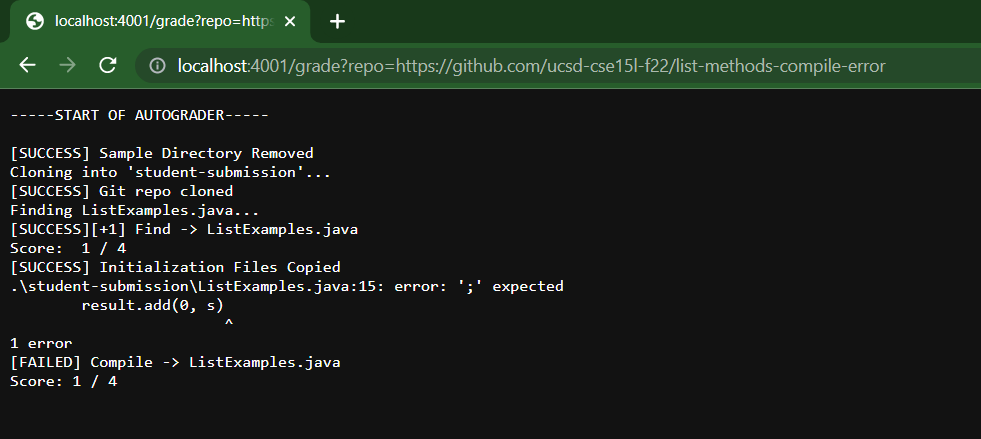 localhost:4001/grade?repo=https
localhost:4001/grade?repo=https://github.com/ucsd-cse15l-f22/list-methods-compile-error
-----START OF AUTOGRADER-----
[SUCCESS] Sample Directory Removed
Cloning into 'student-submission'...
[SUCCESS] Git repo cloned
Finding ListExamples.java...
[SUCCESS][+1] Find -> ListExamples.java
Score:  1 / 4
[SUCCESS] Initialization Files Copied
.\student-submission\ListExamples.java:15: error: ';' expected
        result.add(0, s)
                        ^
1 error
[FAILED] Compile -> ListExamples.java
Score: 1 / 4